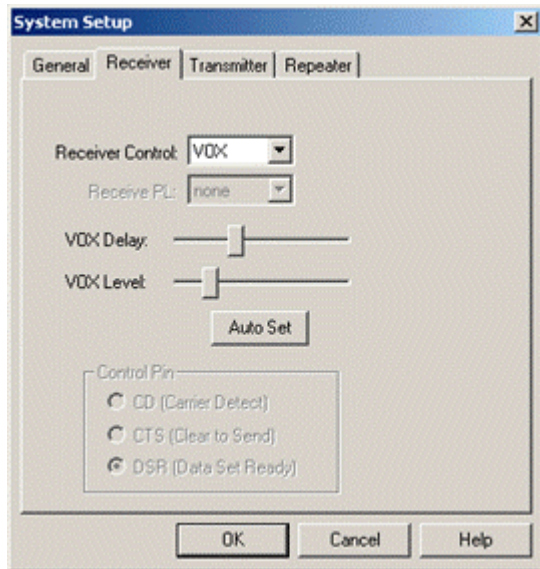 System Setup
General Receiver Transmitter Repeater
Receiver Control: VOX
Receive PL: none
VOX Delay:
VOX Level:
Auto Set
Control Pin
CD (Carrier Detect)
CTS (Clear to Send)
DSR (Data Set Ready)
OK Cancel Help